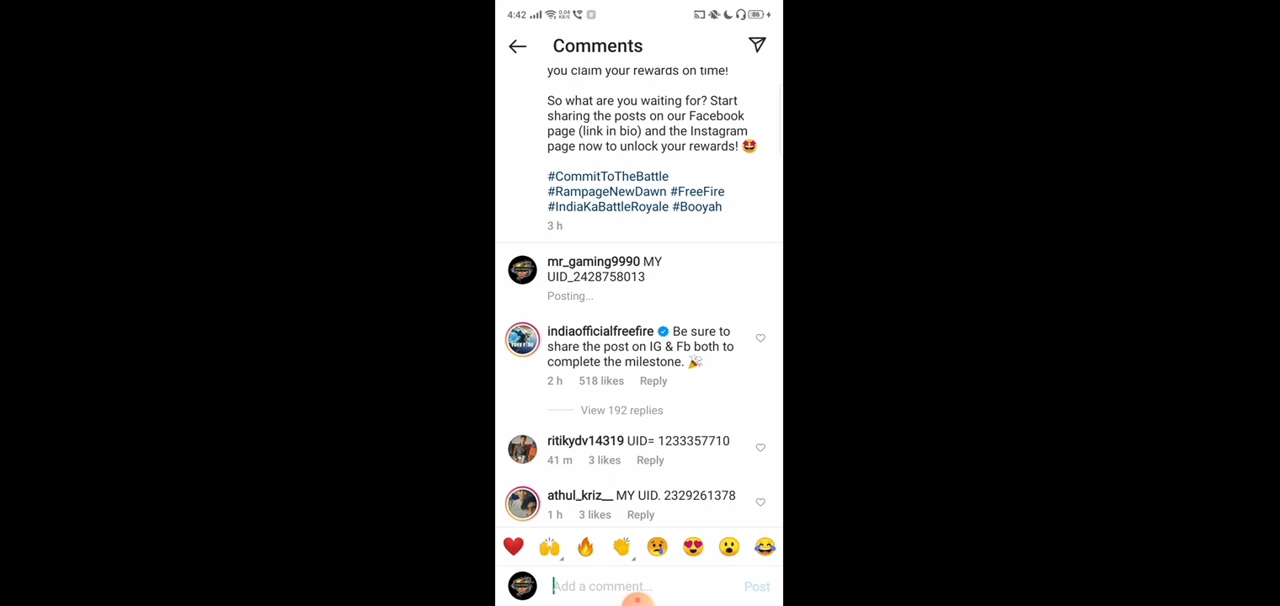 4:42 0.04 KB/S 86
Comments
you claim your rewards on time!
So what are you waiting for? Start
sharing the posts on our Facebook
page (link in bio) and the Instagram
page now to unlock your rewards! 🤩
#CommitToTheBattle
#RampageNewDawn #FreeFire
#IndiaKaBattleRoyale #Booyah
3 h
mr_gaming9990 MY
UID_2428758013
Posting...
indiaofficialfreefire Be sure to
share the post on IG & Fb both to
complete the milestone. 🎉
2 h 518 likes Reply
View 192 replies
ritikydv14319 UID= 1233357710
41 m 3 likes Reply
athul_kriz__ MY UID. 2329261378
1 h 3 likes Reply
Add a comment... Post